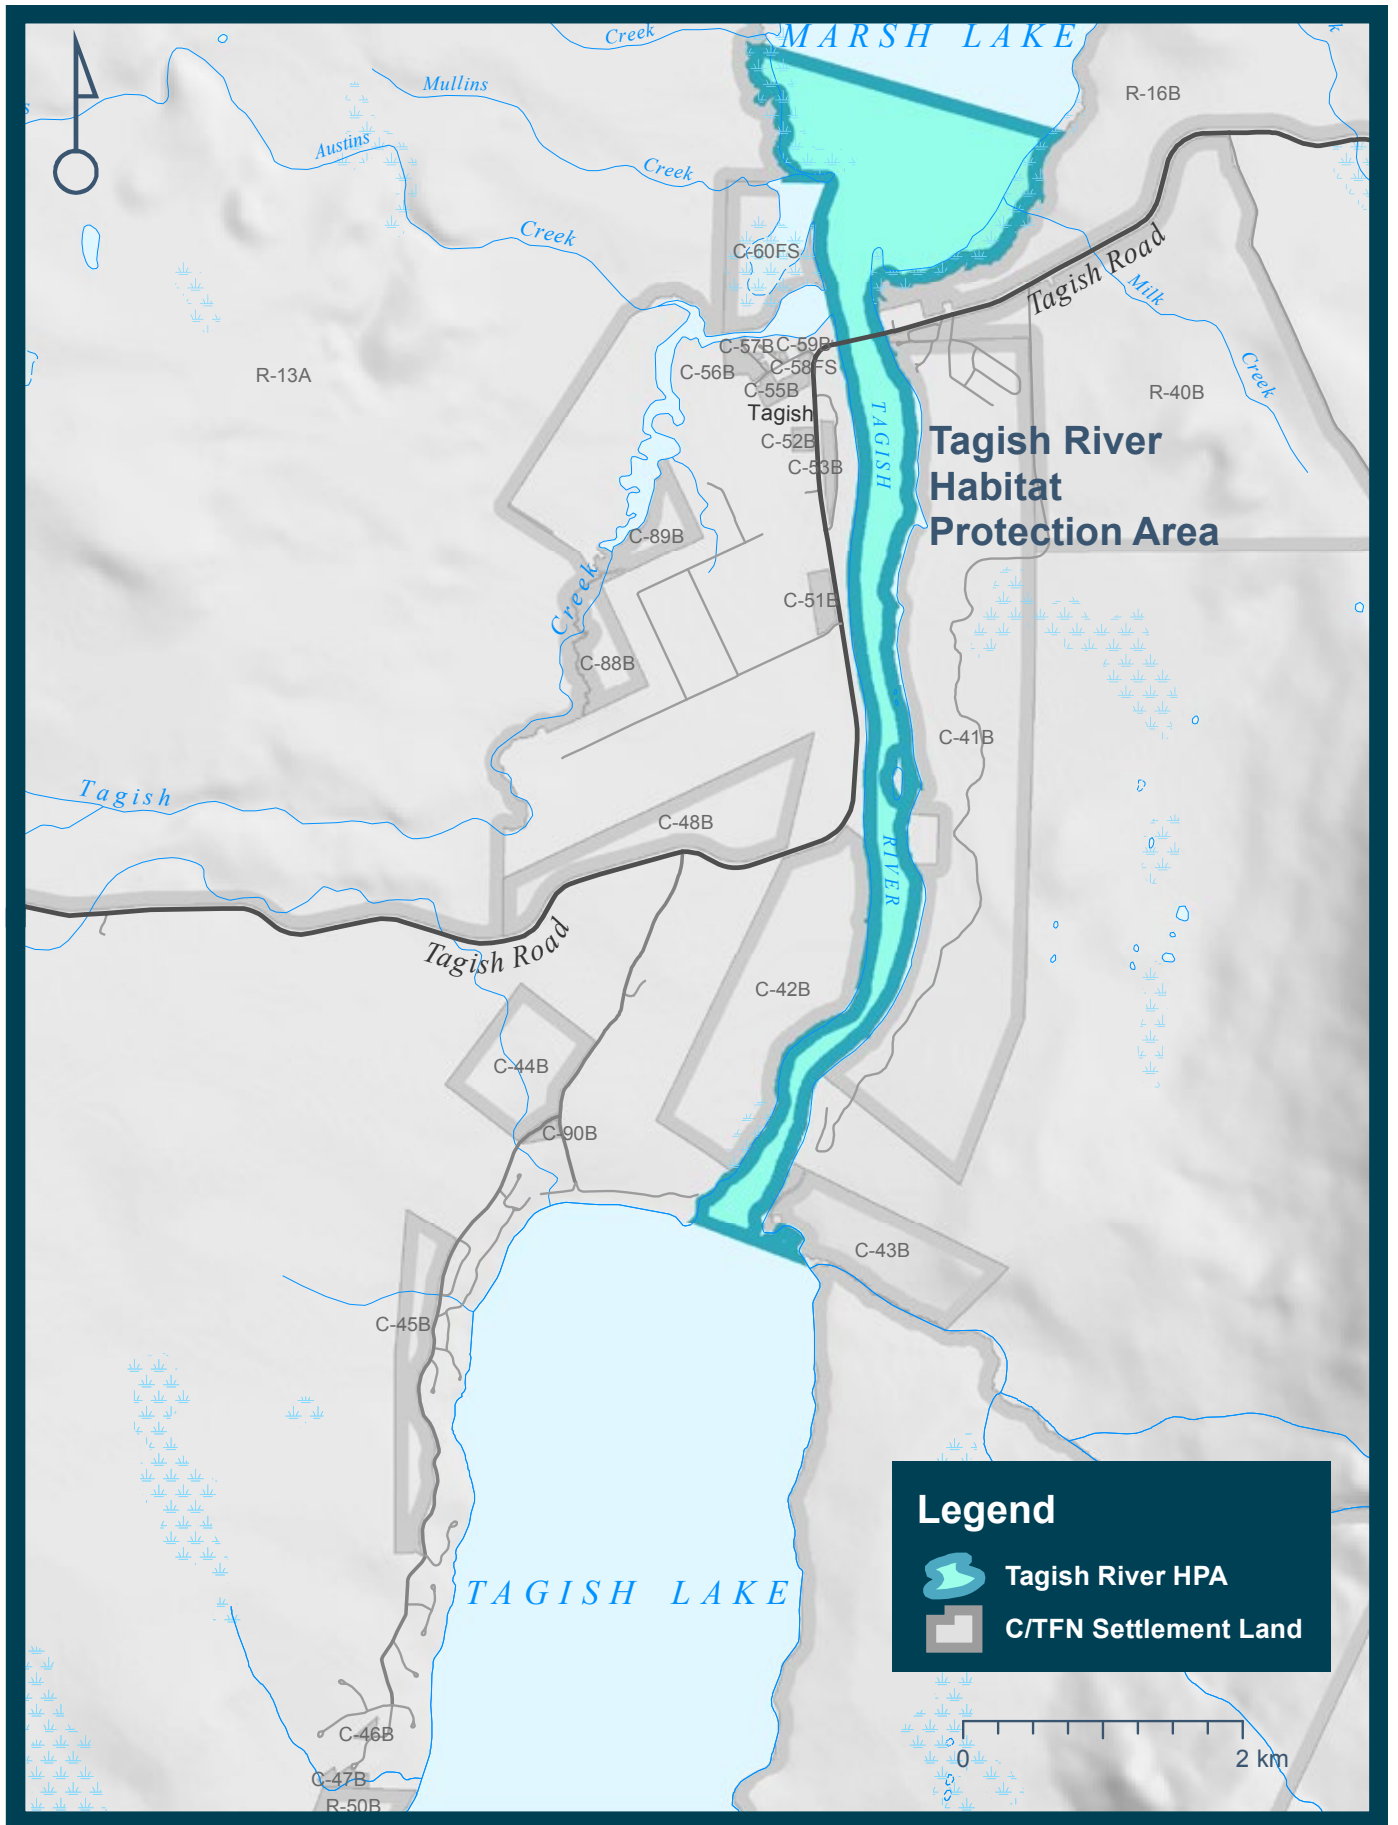 Creek
MARSH LAKE
Mullins
R-16B
Austins
Creek
Creek
C-60FS
Tagish Road
Milk
C-57B
C-59B
C-56B
C-58FS
Creek
R-13A
C-55B
R-40B
Tagish
TAGISH
C-52B
Tagish River
Habitat
Protection Area
C-53B
C-89B
Creek
C-51B
C-88B
C-41B
Tagish
C-48B
RIVER
Tagish Road
C-42B
C-44B
C-90B
C-43B
C-45B
Legend
Tagish River HPA
C/TFN Settlement Land
TAGISH LAKE
C-46B
0
2 km
C-47B
R-50B